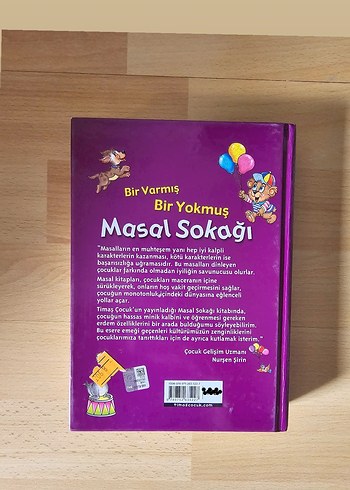 Bir Varmış
Bir Yokmuş
Masal Sokağı
"Masalların en muhteşem yanı hep iyi kalpli
karakterlerin kazanması, kötü karakterlerin ise
başarısızlığa uğramasıdır. Bu masalları dinleyen
çocuklar farkında olmadan iyiliğin savunucusu olurlar.
Masal kitapları, çocukları maceranın içine
sürükleyerek, onların hoş vakit geçirmesini sağlar,
çocuğun monotonlukiçindeki dünyasına eğlenceli
yollar açar.
Timaş Çocuk'un yayınladığı Masal Sokağı kitabında,
çocuğun hassas minik kalbini ve öğrenmesi gereken
erdem özelliklerini bir arada bulduğumu söyleyebilirim.
Bu esere emeği geçenleri kültürümüzün zenginliklerini
çocuklarımıza tanıttıkları için de ayrıca kutlamak isterim."
Çocuk Gelişim Uzmanı
Nurşen Şirin
timascocuk.com